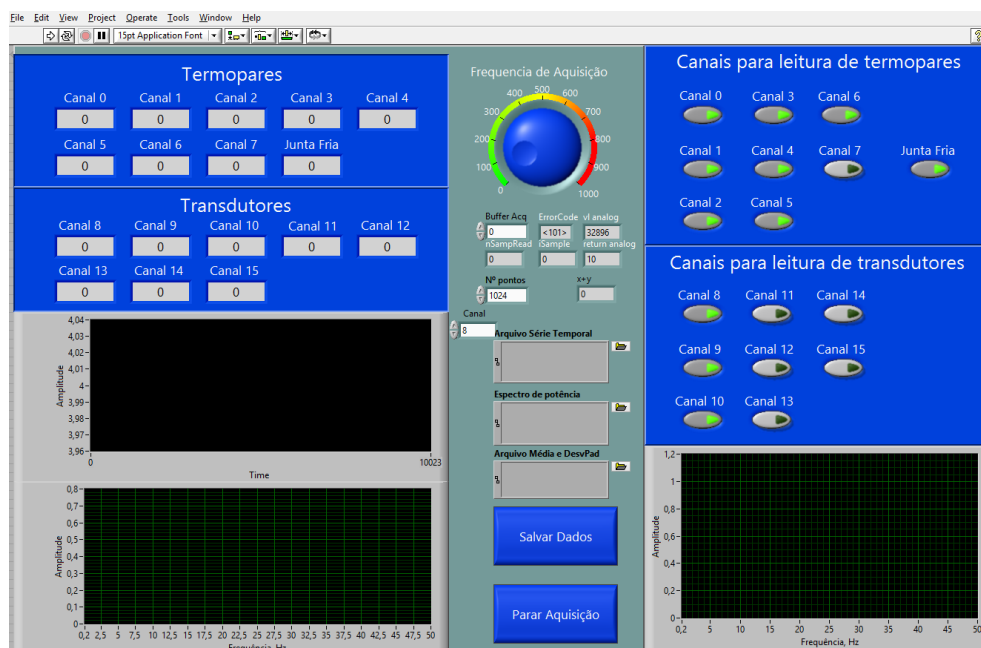 File Edit View Project Operate Tools Window Help
15pt Application Font
Termopares
Canal 0 Canal 1 Canal 2 Canal 3 Canal 4
0 0 0 0 0
Canal 5 Canal 6 Canal 7 Junta Fria
0 0 0 0
Transdutores
Canal 8 Canal 9 Canal 10 Canal 11 Canal 12
0 0 0 0 0
Canal 13 Canal 14 Canal 15
0 0 0
4,04
4,03
4,02
4,01
4
3,99
3,98
3,97
3,96
Amplitude
0 10023
Time
0,8
0,7
0,6
0,5
0,4
0,3
0,2
0,1
0
Amplitude
0,2 2,5 5 7,5 10 12,5 15 17,5 20 22,5 25 27,5 30 32,5 35 37,5 40 42,5 45 47,5 50
Frequência, Hz
Frequencia de Aquisição
0 100 200 300 400 500 600 700 800 900 1000
Buffer Acq ErrorCode vl analog
0 <101> 32896
nSampRead iSample return analog
0 0 10
Nº pontos x+y
1024 0
Canal
8
Arquivo Série Temporal
Espectro de potência
Arquivo Média e DesvPad
Salvar Dados
Parar Aquisição
?
Canais para leitura de termopares
Canal 0 Canal 3 Canal 6
Canal 1 Canal 4 Canal 7 Junta Fria
Canal 2 Canal 5
Canais para leitura de transdutores
Canal 8 Canal 11 Canal 14
Canal 9 Canal 12 Canal 15
Canal 10 Canal 13
1,2
1
0,8
0,6
0,4
0,2
0
Amplitude
0,2 5 10 15 20 25 30 35 40 45 50
Frequência, Hz